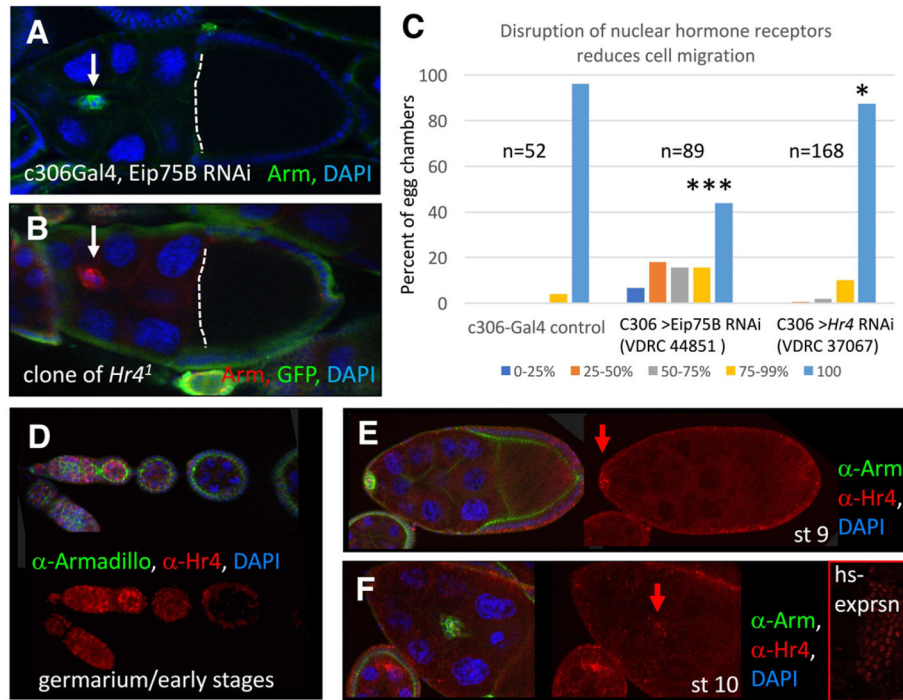 A
c306Gal4, Eip75B RNAi Arm, DAPI
B
clone of Hr4¹ Arm, GFP, DAPI
C
Disruption of nuclear hormone receptors
reduces cell migration
Percent of egg chambers
100
80
60
40
20
0
n=52
n=89
n=168
***
*
c306-Gal4 control
C306 >Eip75B RNAi
(VDRC 44851 )
C306 >Hr4 RNAi
(VDRC 37067)
0-25% 25-50% 50-75% 75-99% 100
D
α-Armadillo, α-Hr4, DAPI
germarium/early stages
E
st 9
α-Arm
α-Hr4,
DAPI
F
st 10
α-Arm,
α-Hr4,
DAPI
hs-
exprsn